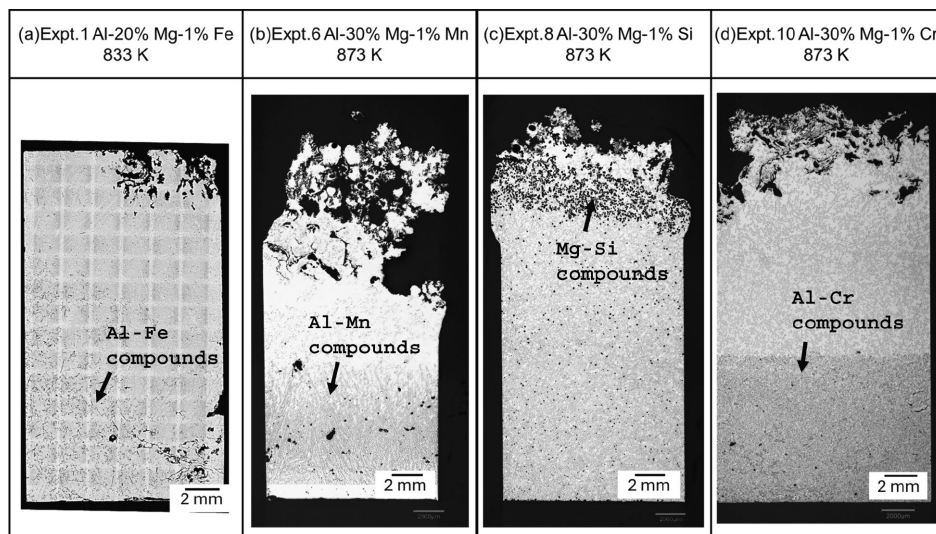 (a)Expt.1 Al-20% Mg-1% Fe
833 K
(b)Expt.6 Al-30% Mg-1% Mn
873 K
(c)Expt.8 Al-30% Mg-1% Si
873 K
(d)Expt.10 Al-30% Mg-1% Cr
873 K
Al-Fe
compounds
2 mm
Al-Mn
compounds
2 mm
Mg-Si
compounds
2 mm
2000μm
Al-Cr
compounds
2 mm
2000μm